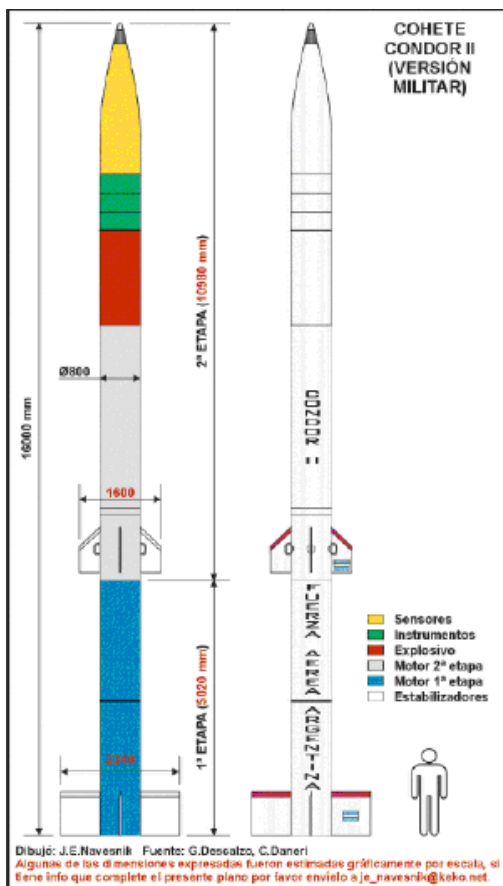 COHETE
CONDOR II
(VERSIÓN
MILITAR)
16000 mm
2ª ETAPA (10980 mm)
Ø800
1600
1ª ETAPA (5020 mm)
2340
CONDOR II
FUERZA AEREA ARGENTINA
Sensores
Instrumentos
Explosivo
Motor 2ª etapa
Motor 1ª etapa
Estabilizadores
Dibujó: J.E.Navesnik Fuente: G.Descalzo, C.Daneri
Algunas de las dimensiones expresadas fueron estimadas gráficamente por escala, si
tiene info que complete el presente plano por favor envielo a je_navesnik@keko.net.